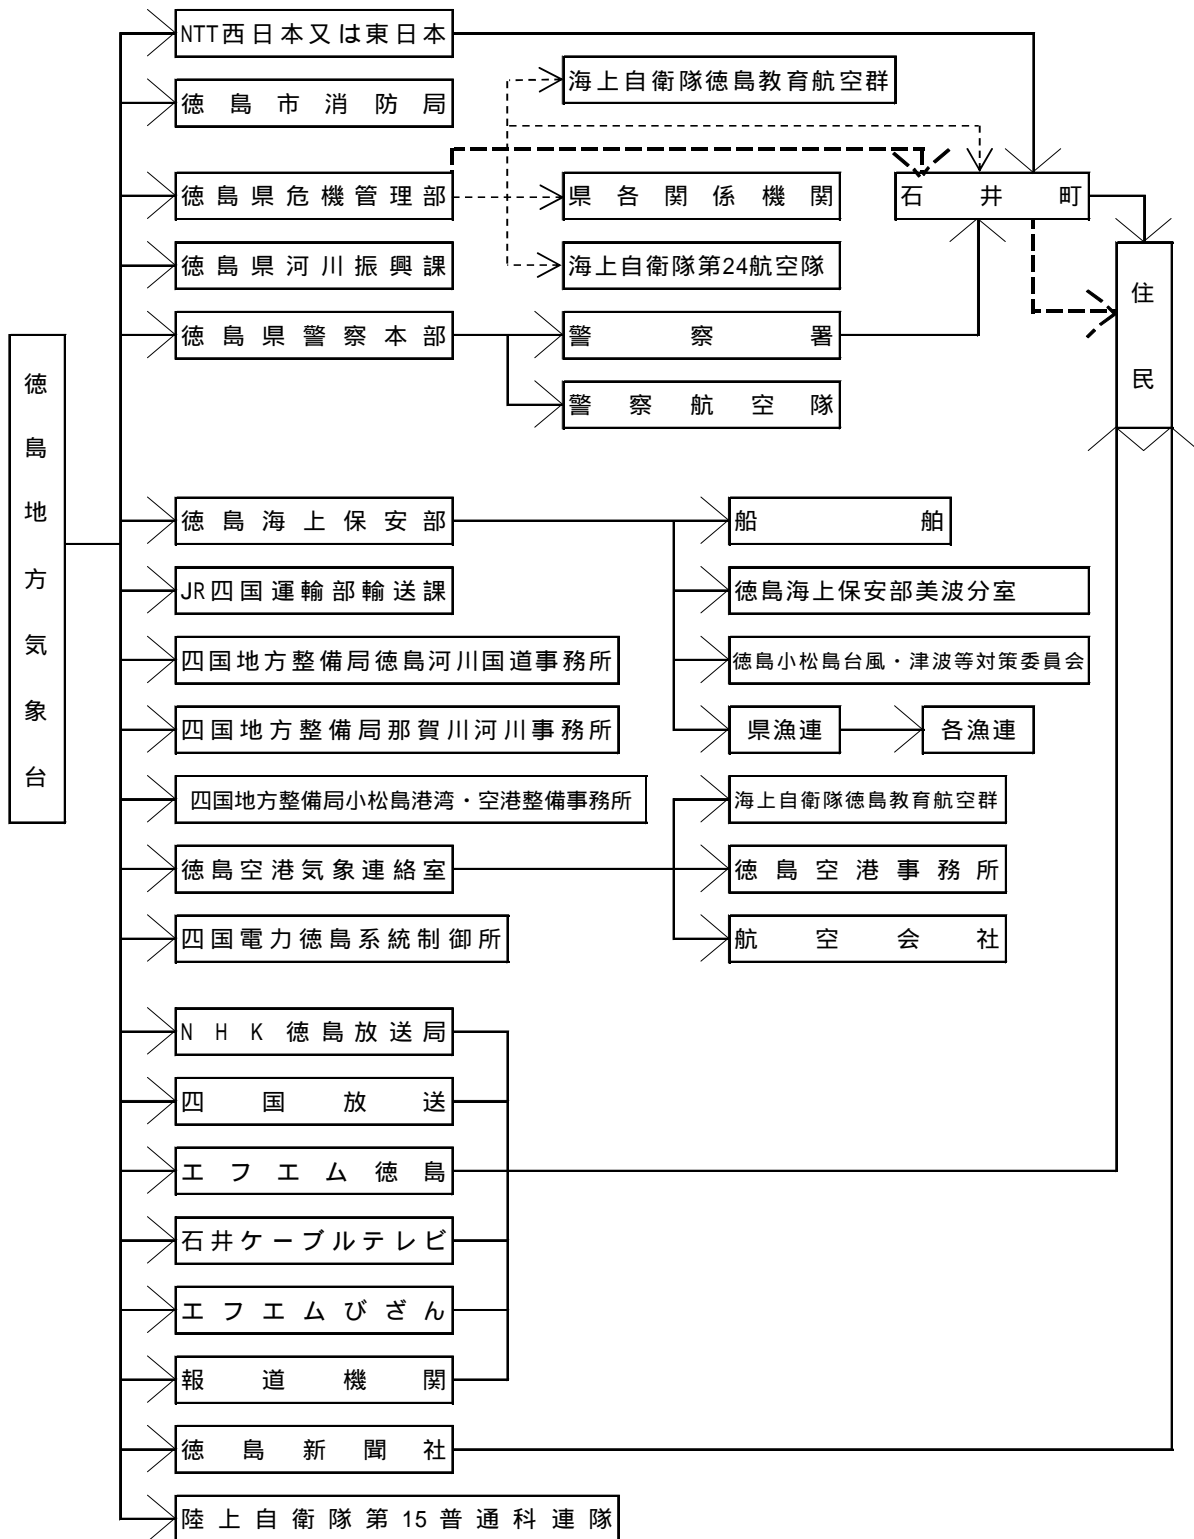 NTT西日本又は東日本
海上自衛隊徳島教育航空群
徳島市消防局
徳島県危機管理部
県各関係機関
石井町
徳島県河川振興課
海上自衛隊第24航空隊
住民
徳島県警察本部
警察署
警察航空隊
徳島地方気象台
徳島海上保安部
船舶
JR四国運輸部輸送課
徳島海上保安部美波分室
四国地方整備局徳島河川国道事務所
徳島小松島台風・津波等対策委員会
四国地方整備局那賀川河川事務所
県漁連
各漁連
四国地方整備局小松島港湾・空港整備事務所
海上自衛隊徳島教育航空群
徳島空港気象連絡室
徳島空港事務所
四国電力徳島系統制御所
航空会社
NHK徳島放送局
四国放送
エフエム徳島
石井ケーブルテレビ
エフエムびざん
報道機関
徳島新聞社
陸上自衛隊第15普通科連隊